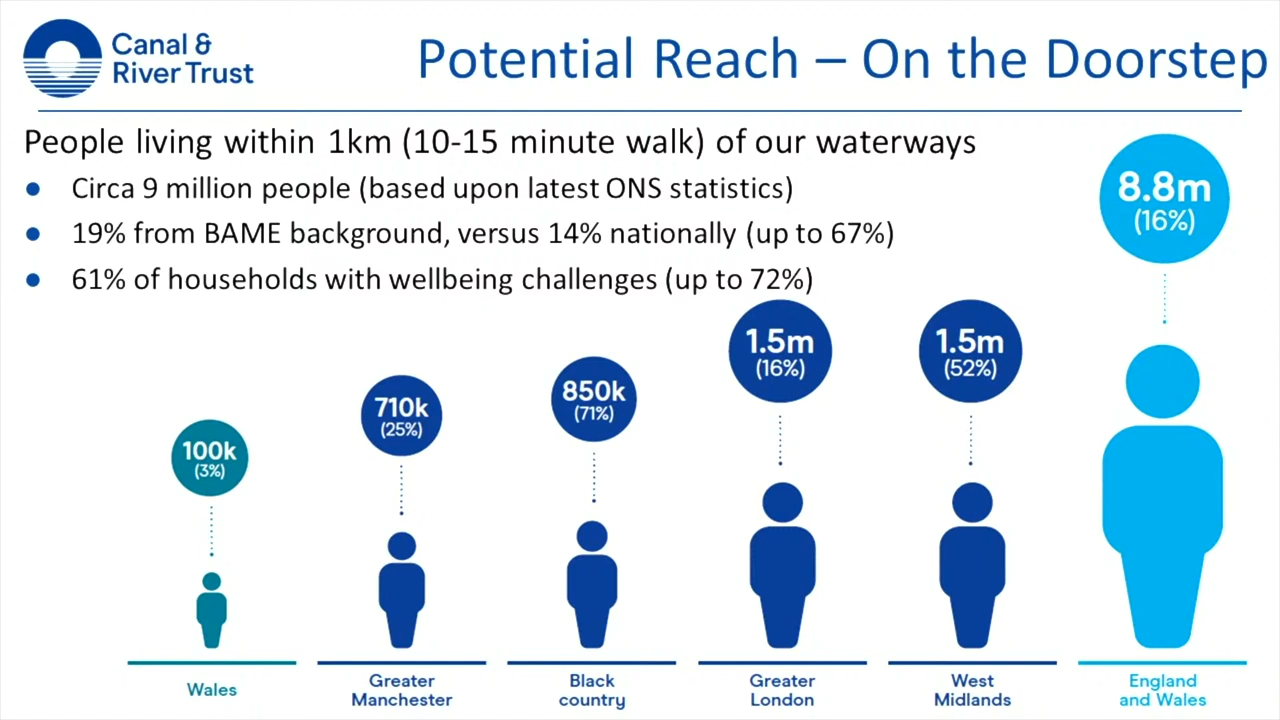 Canal &
River Trust
Potential Reach – On the Doorstep
People living within 1km (10-15 minute walk) of our waterways
● Circa 9 million people (based upon latest ONS statistics)
● 19% from BAME background, versus 14% nationally (up to 67%)
● 61% of households with wellbeing challenges (up to 72%)
100k
(3%)
710k
(25%)
850k
(71%)
1.5m
(16%)
1.5m
(52%)
8.8m
(16%)
Wales
Greater
Manchester
Black
country
Greater
London
West
Midlands
England
and Wales